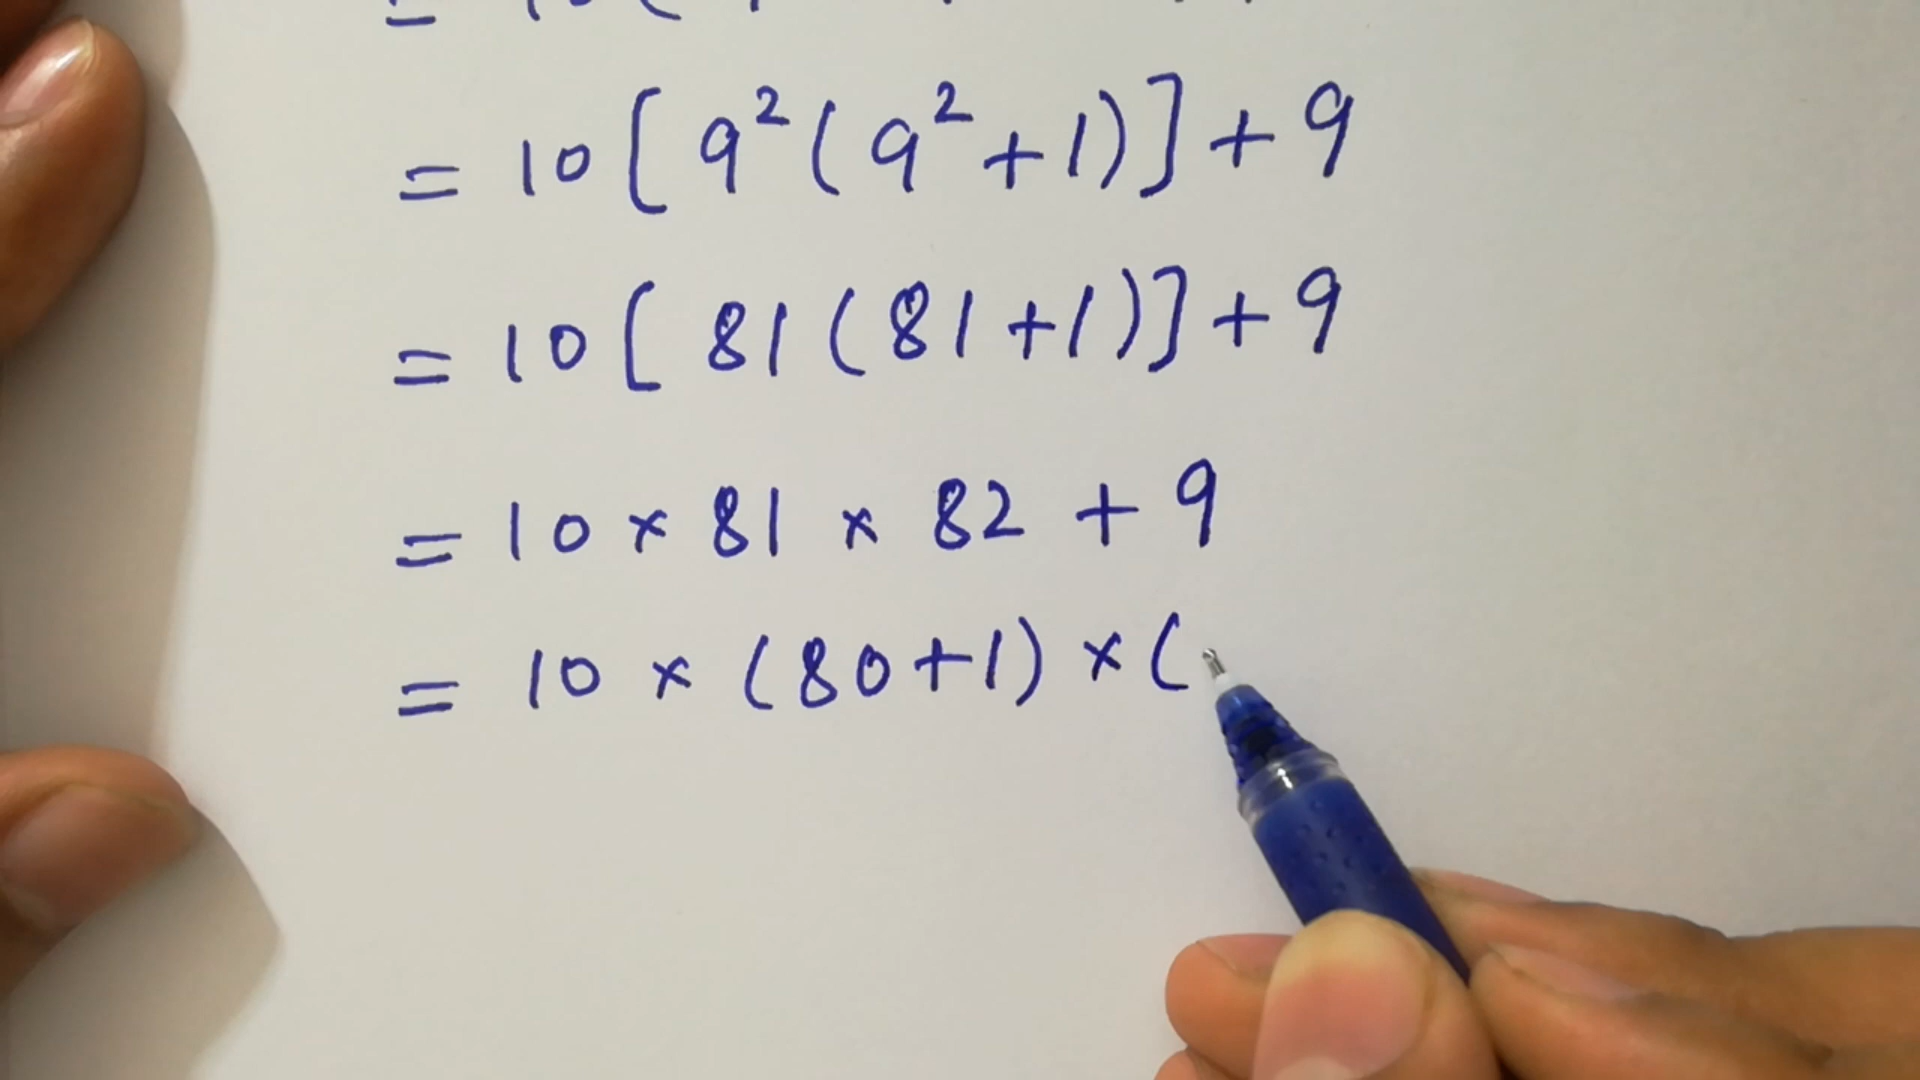 = 10[ 9²(9²+1)]+9
= 10[ 81(81+1)]+9
= 10 × 81 × 82 + 9
= 10 × (80+1) × (